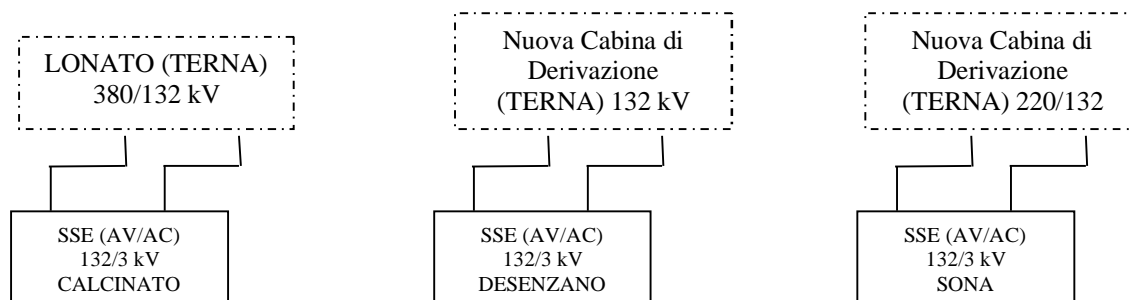 LONATO (TERNA)
380/132 kV
Nuova Cabina di
Derivazione
(TERNA) 132 kV
Nuova Cabina di
Derivazione
(TERNA) 220/132
SSE (AV/AC)
132/3 kV
CALCINATO
SSE (AV/AC)
132/3 kV
DESENZANO
SSE (AV/AC)
132/3 kV
SONA